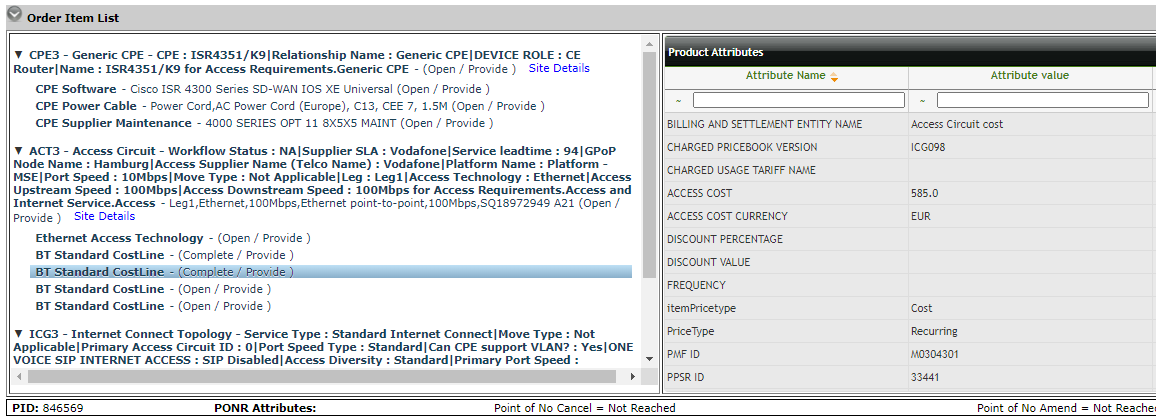 Order Item List
▼ CPE3 - Generic CPE - CPE : ISR4351/K9|Relationship Name : Generic CPE|DEVICE ROLE : CE
Router|Name : ISR4351/K9 for Access Requirements.Generic CPE - (Open / Provide ) Site Details
CPE Software - Cisco ISR 4300 Series SD-WAN IOS XE Universal (Open / Provide )
CPE Power Cable - Power Cord,AC Power Cord (Europe), C13, CEE 7, 1.5M (Open / Provide )
CPE Supplier Maintenance - 4000 SERIES OPT 11 8X5X5 MAINT (Open / Provide )
▼ ACT3 - Access Circuit - Workflow Status : NA|Supplier SLA : Vodafone|Service leadtime : 94|GPoP
Node Name : Hamburg|Access Supplier Name (Telco Name) : Vodafone|Platform Name : Platform -
MSE|Port Speed : 10Mbps|Move Type : Not Applicable|Leg : Leg1|Access Technology : Ethernet|Access
Upstream Speed : 100Mbps|Access Downstream Speed : 100Mbps for Access Requirements.Access and
Internet Service.Access - Leg1,Ethernet,100Mbps,Ethernet point-to-point,100Mbps,SQ18972949 A21 (Open /
Provide ) Site Details
Ethernet Access Technology - (Open / Provide )
BT Standard CostLine - (Complete / Provide )
BT Standard CostLine - (Complete / Provide )
BT Standard CostLine - (Open / Provide )
BT Standard CostLine - (Open / Provide )
▼ ICG3 - Internet Connect Topology - Service Type : Standard Internet Connect|Move Type : Not
Applicable|Primary Access Circuit ID : 0|Port Speed Type : Standard|Can CPE support VLAN? : Yes|ONE
VOICE SIP INTERNET ACCESS : SIP Disabled|Access Diversity : Standard|Primary Port Speed :
Product Attributes
Attribute Name Attribute value
~ ~
BILLING AND SETTLEMENT ENTITY NAME Access Circuit cost
CHARGED PRICEBOOK VERSION ICG098
CHARGED USAGE TARIFF NAME
ACCESS COST 585.0
ACCESS COST CURRENCY EUR
DISCOUNT PERCENTAGE
DISCOUNT VALUE
FREQUENCY
itemPricetype Cost
PriceType Recurring
PMF ID M0304301
PPSR ID 33441
PID: 846569 PONR Attributes: Point of No Cancel = Not Reached Point of No Amend = Not Reached